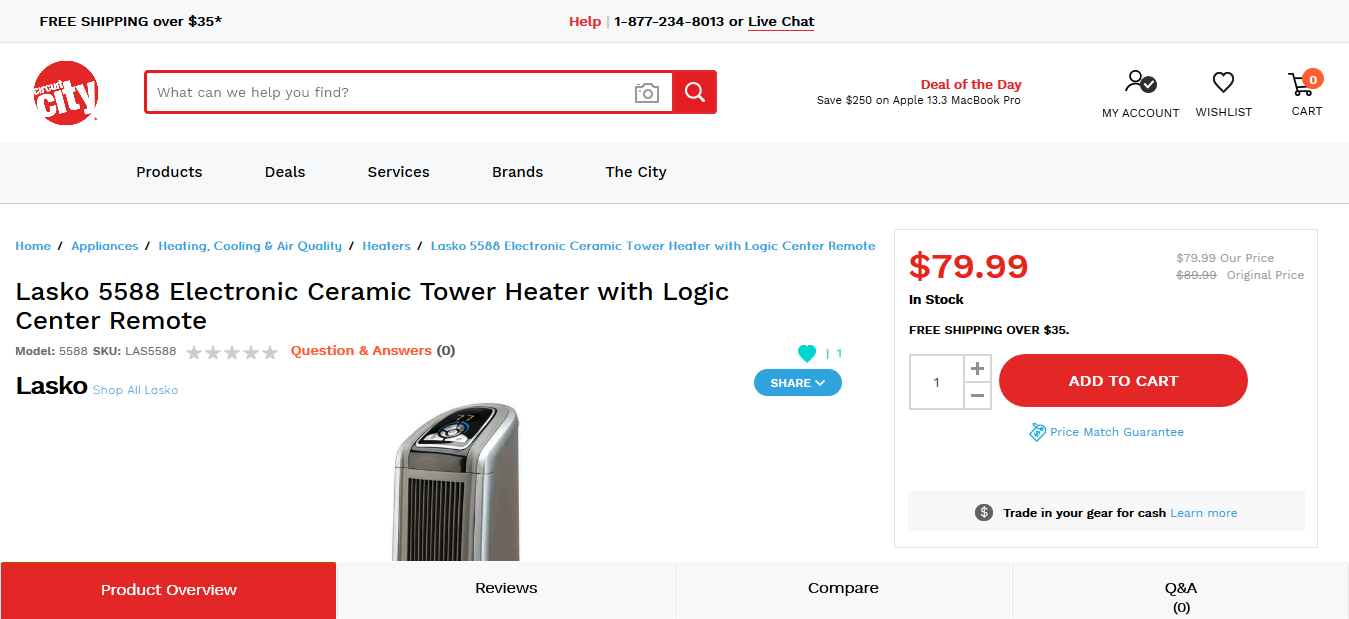 FREE SHIPPING over $35*
Help | 1-877-234-8013 or Live Chat
circuit city
What can we help you find?
Deal of the Day
Save $250 on Apple 13.3 MacBook Pro
MY ACCOUNT
WISHLIST
0
CART
Products
Deals
Services
Brands
The City
Home / Appliances / Heating, Cooling & Air Quality / Heaters / Lasko 5588 Electronic Ceramic Tower Heater with Logic Center Remote
Lasko 5588 Electronic Ceramic Tower Heater with Logic
Center Remote
Model: 5588 SKU: LAS5588
Question & Answers (0)
| 1
Lasko Shop All Lasko
SHARE
77
$79.99
$79.99 Our Price
$89.99 Original Price
In Stock
FREE SHIPPING OVER $35.
1
+
−
ADD TO CART
Price Match Guarantee
$ Trade in your gear for cash Learn more
Product Overview
Reviews
Compare
Q&A
(0)